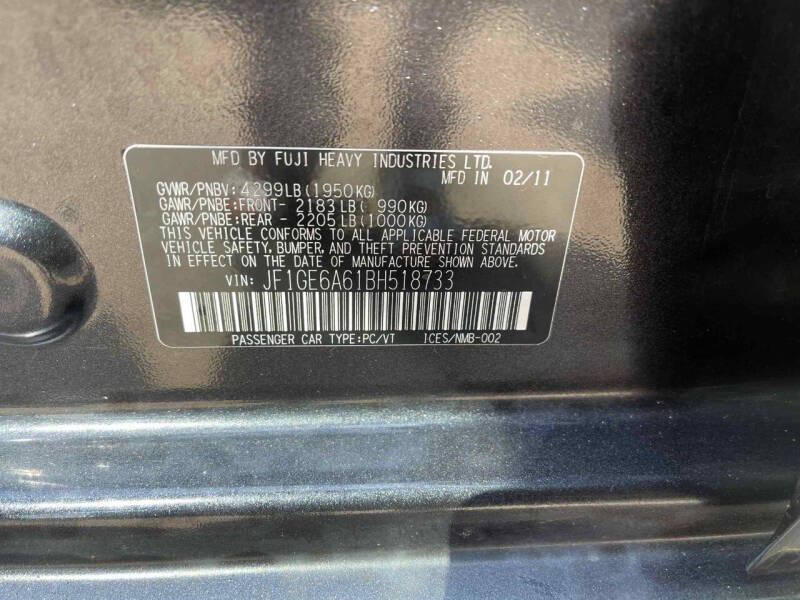 MFD BY FUJI HEAVY INDUSTRIES LTD.
MFD IN 02/11
GVWR/PNBV: 4299LB (1950KG)
GAWR/PNBE:FRONT- 2183LB( 990KG)
GAWR/PNBE:REAR - 2205LB(1000KG)
THIS VEHICLE CONFORMS TO ALL APPLICABLE FEDERAL MOTOR
VEHICLE SAFETY, BUMPER, AND THEFT PREVENTION STANDARDS
IN EFFECT ON THE DATE OF MANUFACTURE SHOWN ABOVE.
VIN: JF1GE6A61BH518733
PASSENGER CAR TYPE:PC/VT ICES/NMB-002